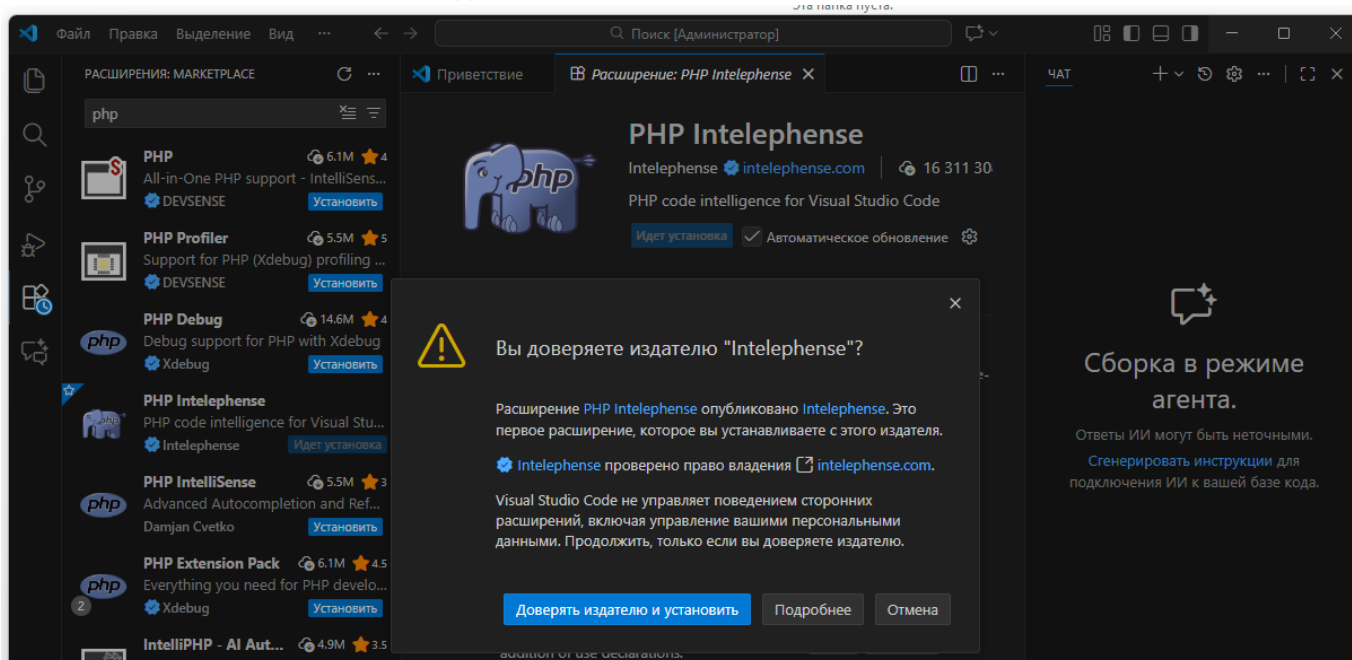 Эта папка пуста.
Файл Правка Выделение Вид ··· Поиск [Администратор]
РАСШИРЕНИЯ: MARKETPLACE
php
PHP 6.1M 4
All-in-One PHP support - IntelliSens...
DEVSENSE Установить
PHP Profiler 5.5M 5
Support for PHP (Xdebug) profiling ...
DEVSENSE Установить
PHP Debug 14.6M 4
Debug support for PHP with Xdebug
Xdebug Установить
PHP Intelephense
PHP code intelligence for Visual Stu...
Intelephense Идет установка
PHP IntelliSense 5.5M 3
Advanced Autocompletion and Ref...
Damjan Cvetko Установить
PHP Extension Pack 6.1M 4.5
Everything you need for PHP develo...
2 Xdebug Установить
IntelliPHP - AI Aut... 4.9M 3.5
Приветствие Расширение: PHP Intelephense
php
PHP Intelephense
Intelephense intelephense.com 16 311 30
PHP code intelligence for Visual Studio Code
Идет установка Автоматическое обновление
Вы доверяете издателю "Intelephense"?
Расширение PHP Intelephense опубликовано Intelephense. Это
первое расширение, которое вы устанавливаете с этого издателя.
Intelephense проверено право владения intelephense.com.
Visual Studio Code не управляет поведением сторонних
расширений, включая управление вашими персональными
данными. Продолжить, только если вы доверяете издателю.
Доверять издателю и установить Подробнее Отмена
addition of use declarations.
ЧАТ
Сборка в режиме
агента.
Ответы ИИ могут быть неточными.
Сгенерировать инструкции для
подключения ИИ к вашей базе кода.